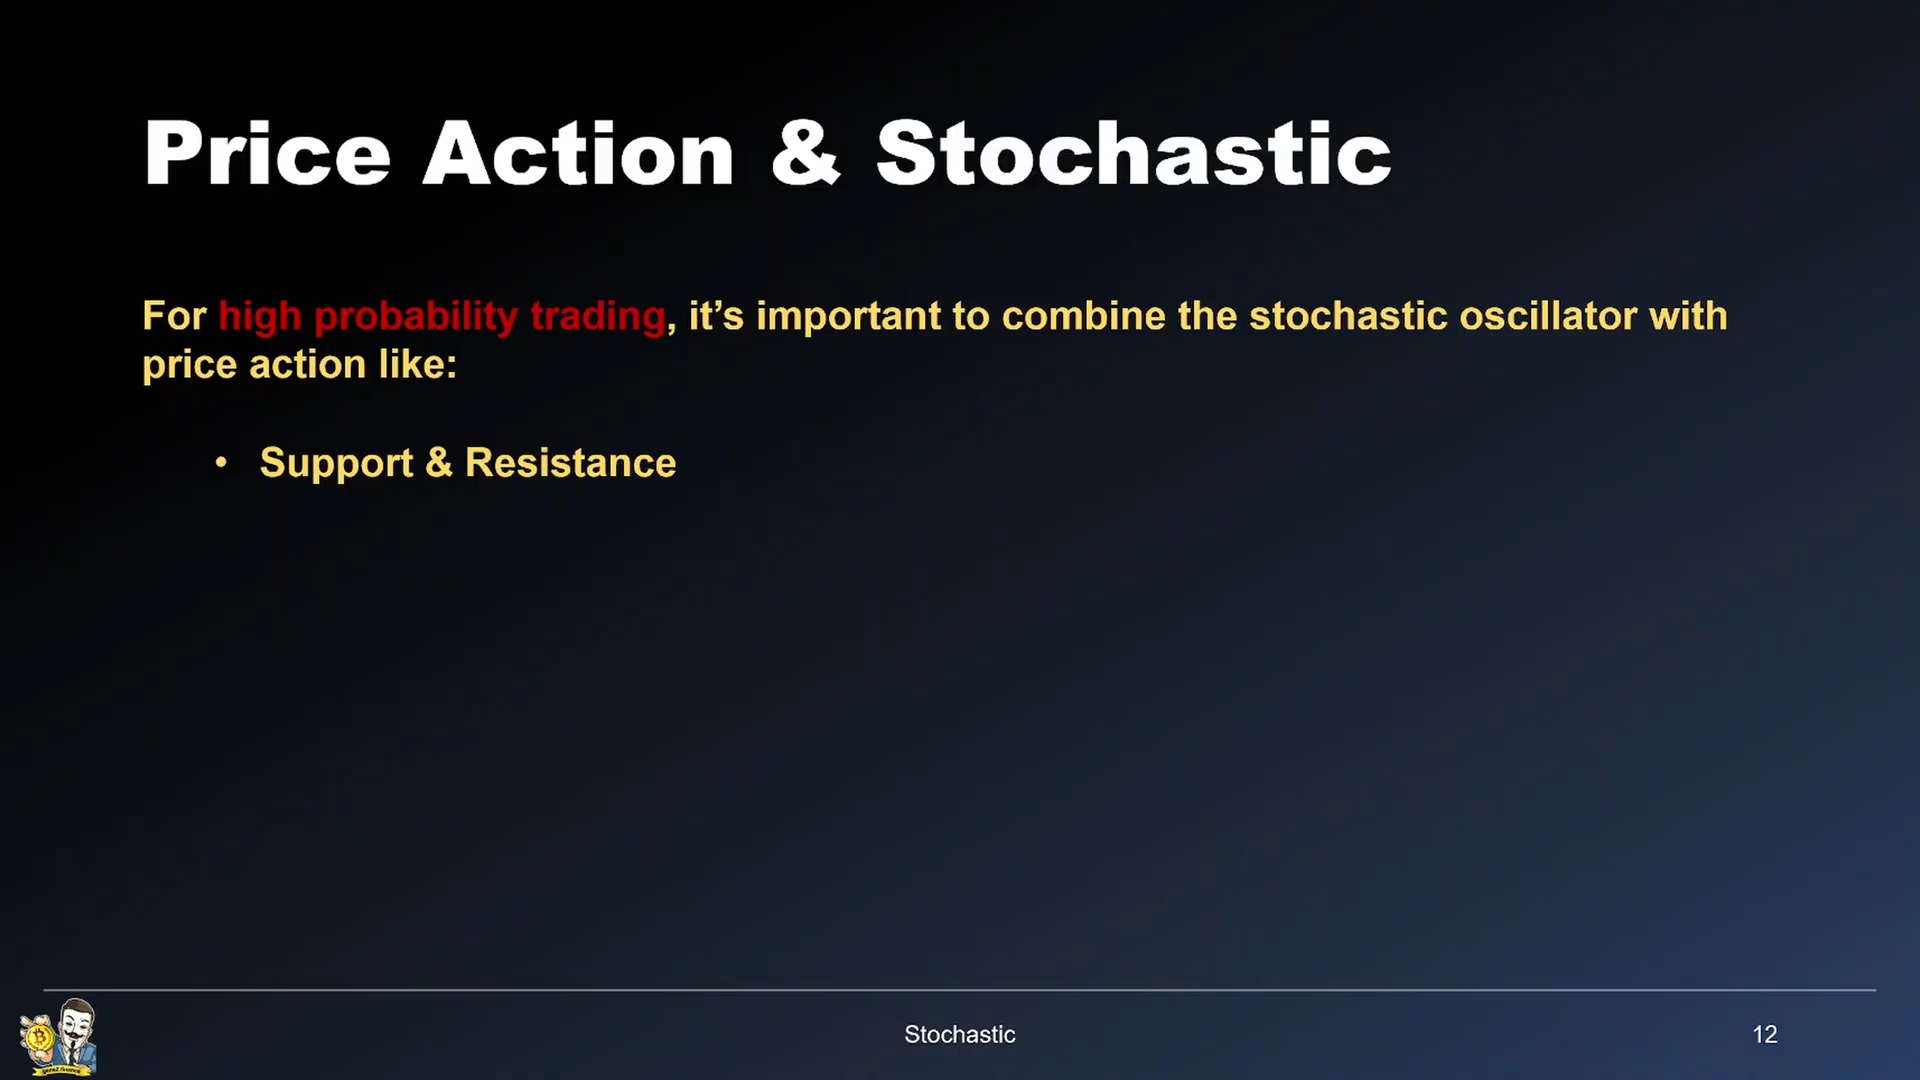 Price Action & Stochastic
For high probability trading, it’s important to combine the stochastic oscillator with
price action like:
• Support & Resistance
Stochastic
12